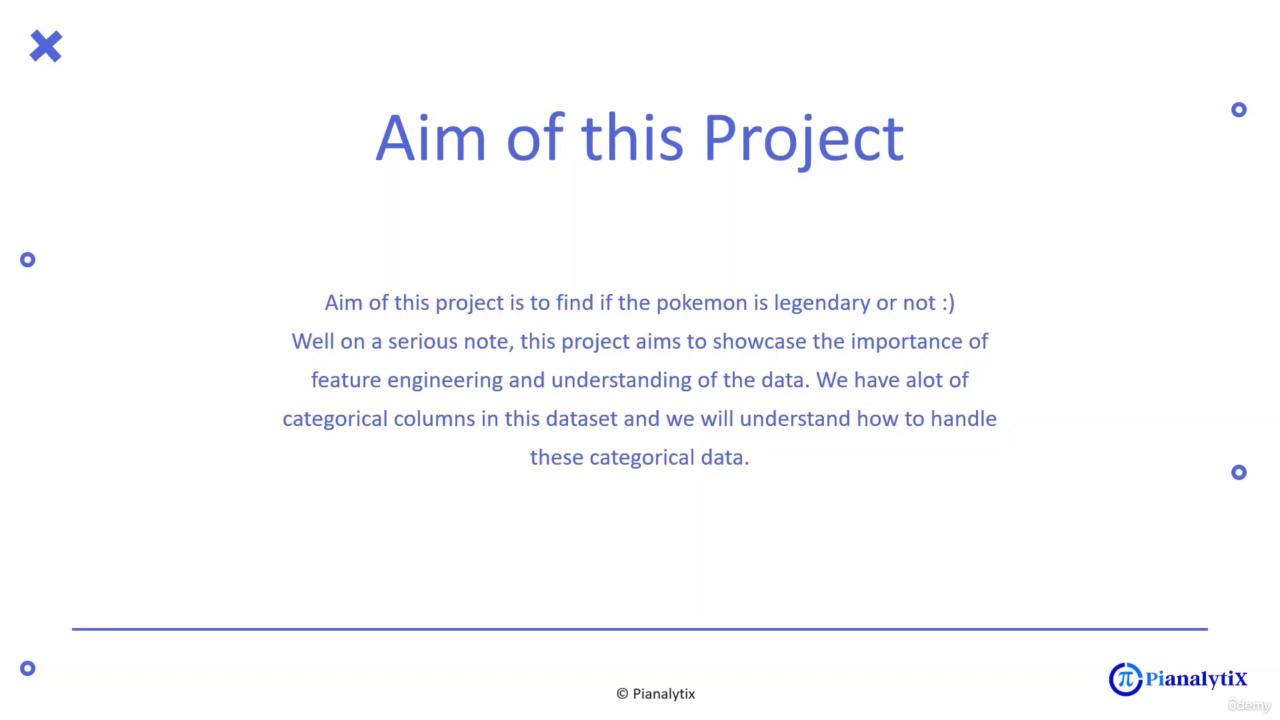 Aim of this Project
Aim of this project is to find if the pokemon is legendary or not :)
Well on a serious note, this project aims to showcase the importance of
feature engineering and understanding of the data. We have alot of
categorical columns in this dataset and we will understand how to handle
these categorical data.
© Pianalytix
π PianalytiX
ûdemy